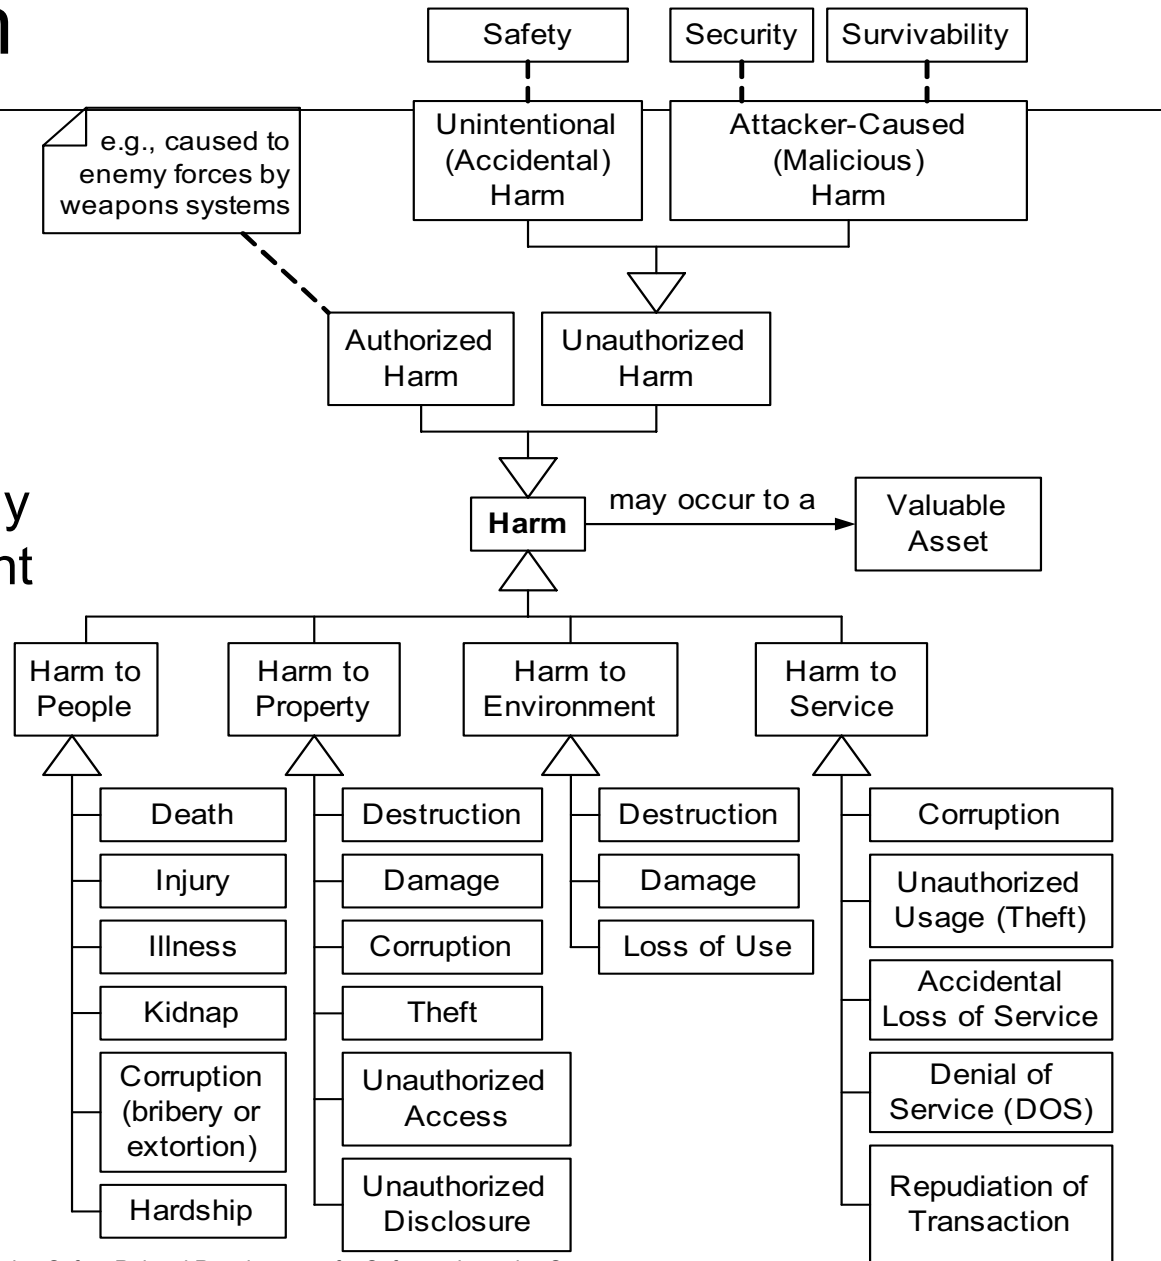 Safety
Security
Survivability
e.g., caused to
enemy forces by
weapons systems
Unintentional
(Accidental)
Harm
Attacker-Caused
(Malicious)
Harm
Authorized
Harm
Unauthorized
Harm
y
nt
Harm
may occur to a
Valuable
Asset
Harm to
People
Harm to
Property
Harm to
Environment
Harm to
Service
Death
Injury
Illness
Kidnap
Corruption
(bribery or
extortion)
Hardship
Destruction
Damage
Corruption
Theft
Unauthorized
Access
Unauthorized
Disclosure
Destruction
Damage
Loss of Use
Corruption
Unauthorized
Usage (Theft)
Accidental
Loss of Service
Denial of
Service (DOS)
Repudiation of
Transaction